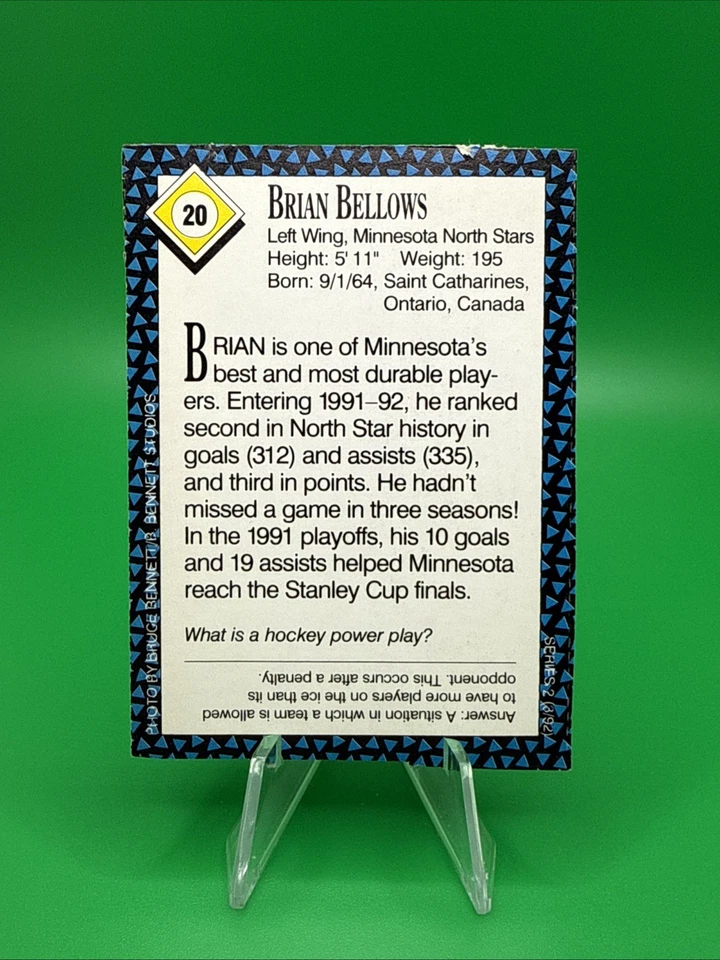 20
BRIAN BELLOWS
Left Wing, Minnesota North Stars
Height: 5' 11" Weight: 195
Born: 9/1/64, Saint Catharines,
Ontario, Canada
BRIAN is one of Minnesota's
best and most durable play-
ers. Entering 1991–92, he ranked
second in North Star history in
goals (312) and assists (335),
and third in points. He hadn't
missed a game in three seasons!
In the 1991 playoffs, his 10 goals
and 19 assists helped Minnesota
reach the Stanley Cup finals.
What is a hockey power play?
Answer: A situation in which a team is allowed
to have more players on the ice than its
opponent. This occurs after a penalty.
PHOTO BY BRUCE BENNETT/B. BENNETT STUDIOS
SERIES 2 (3/92)